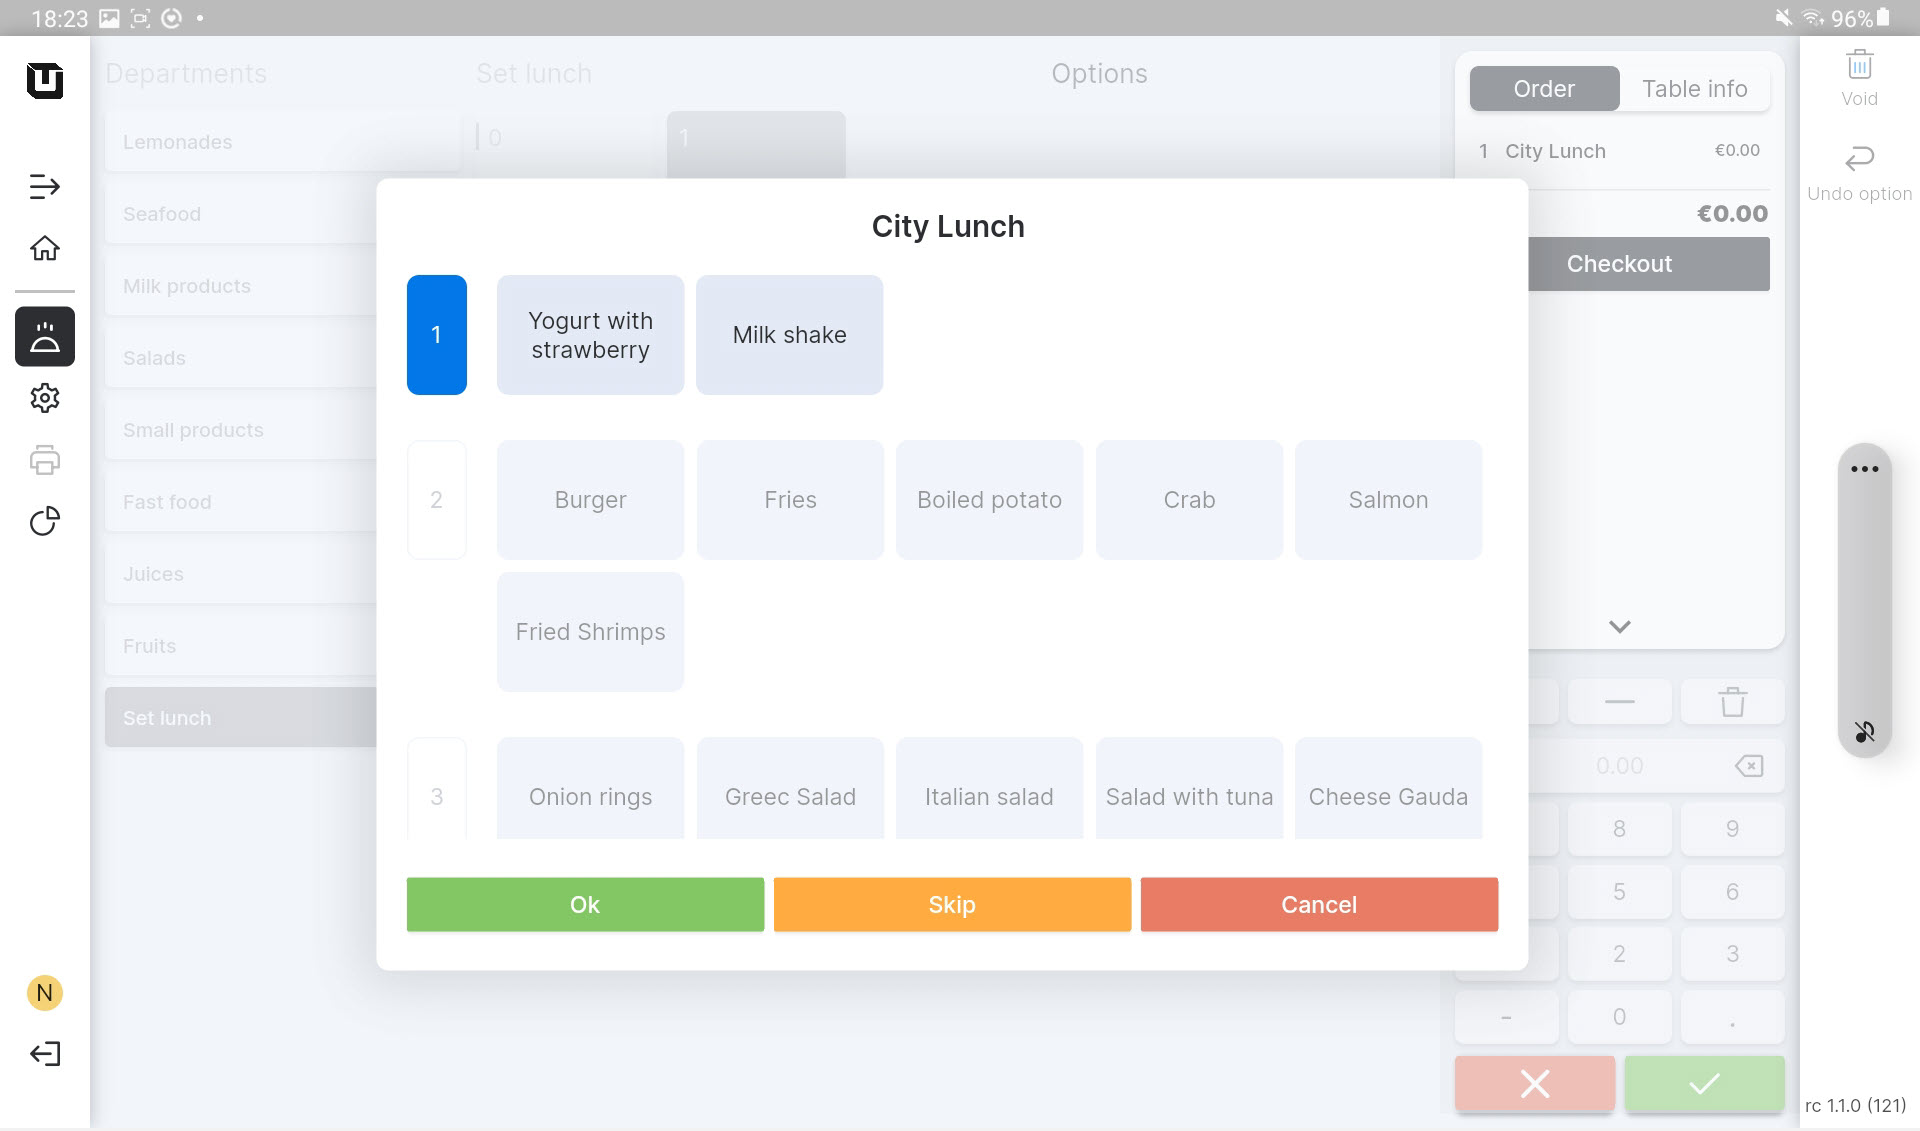 18:23
96%
Departments
Set lunch
Options
Lemonades
Seafood
Milk products
Salads
Small products
Fast food
Juices
Fruits
Set lunch
0
1
Order
Table info
1 City Lunch €0.00
€0.00
Checkout
Void
Undo option
City Lunch
1
Yogurt with
strawberry
Milk shake
2
Burger
Fries
Boiled potato
Crab
Salmon
Fried Shrimps
3
Onion rings
Greec Salad
Italian salad
Salad with tuna
Cheese Gauda
Ok
Skip
Cancel
0.00
8
9
5
6
2
3
-
0
.
N
rc 1.1.0 (121)